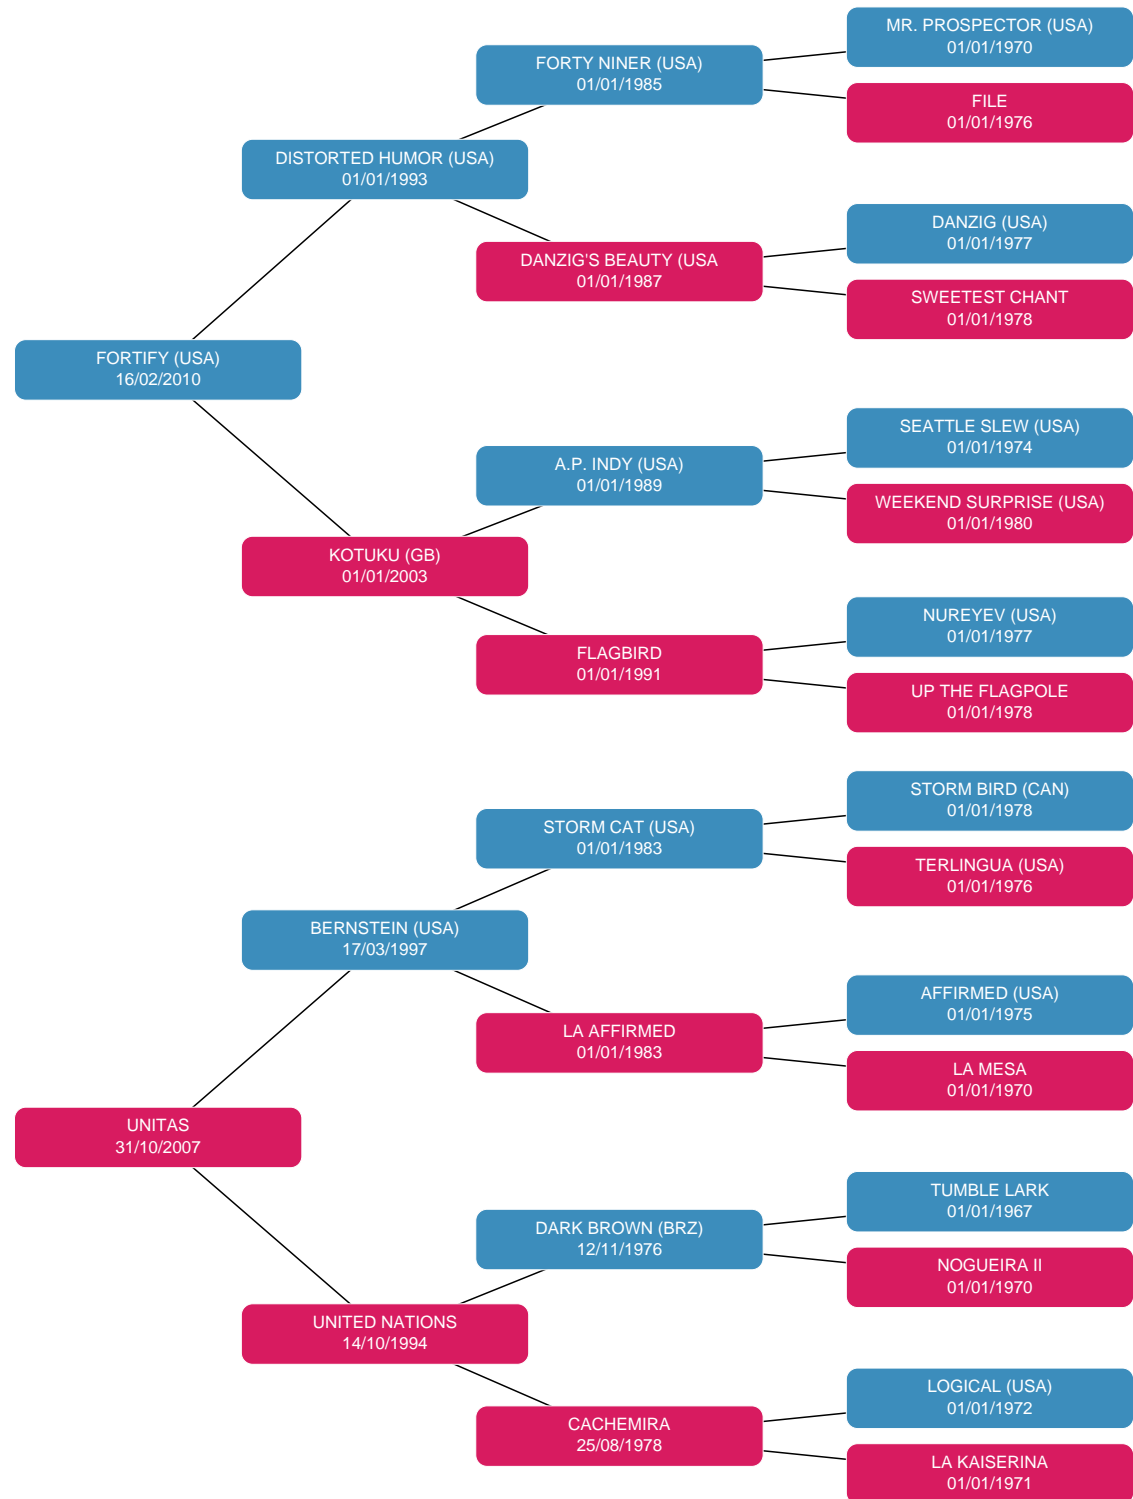 MR. PROSPECTOR (USA)
01/01/1970
FORTY NINER (USA)
01/01/1985
FILE
01/01/1976
DISTORTED HUMOR (USA)
01/01/1993
DANZIG (USA)
01/01/1977
DANZIG'S BEAUTY (USA
01/01/1987
SWEETEST CHANT
01/01/1978
FORTIFY (USA)
16/02/2010
SEATTLE SLEW (USA)
01/01/1974
A.P. INDY (USA)
01/01/1989
WEEKEND SURPRISE (USA)
01/01/1980
KOTUKU (GB)
01/01/2003
NUREYEV (USA)
01/01/1977
FLAGBIRD
01/01/1991
UP THE FLAGPOLE
01/01/1978
STORM BIRD (CAN)
01/01/1978
STORM CAT (USA)
01/01/1983
TERLINGUA (USA)
01/01/1976
BERNSTEIN (USA)
17/03/1997
AFFIRMED (USA)
01/01/1975
LA AFFIRMED
01/01/1983
LA MESA
01/01/1970
UNITAS
31/10/2007
TUMBLE LARK
01/01/1967
DARK BROWN (BRZ)
12/11/1976
NOGUEIRA II
01/01/1970
UNITED NATIONS
14/10/1994
LOGICAL (USA)
01/01/1972
CACHEMIRA
25/08/1978
LA KAISERINA
01/01/1971